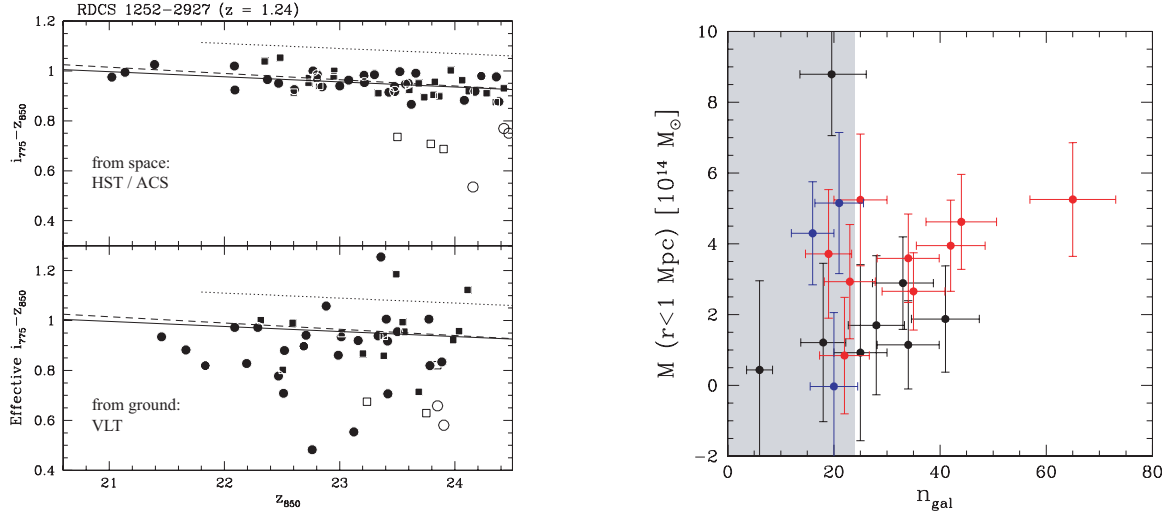 RDCS 1252−2927 (z = 1.24)
1.2
1
0.8
0.6
0.4
i775−z850
from space:
HST / ACS
1.2
1
0.8
0.6
0.4
Effective i775−z850
from ground:
VLT
21
22
23
24
z850
10
8
6
4
2
0
−2
M (r<1 Mpc) [10^14 M⊙]
0
20
40
60
80
n_gal